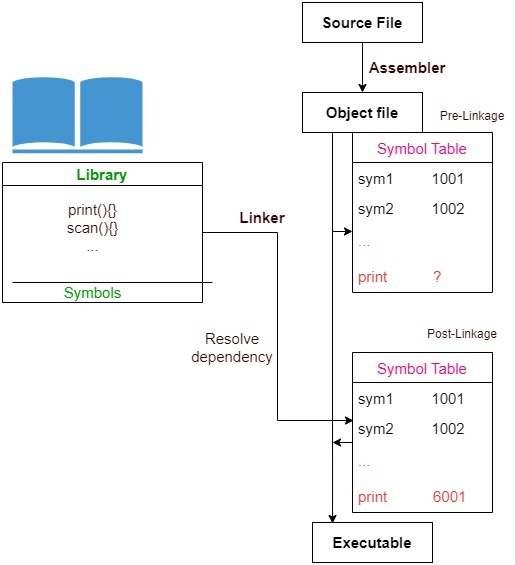 Source File
Assembler
Object file
Pre-Linkage
Symbol Table
sym1 1001
sym2 1002
...
print ?
Library
print(){}
scan(){}
...
Symbols
Linker
Resolve
dependency
Post-Linkage
Symbol Table
sym1 1001
sym2 1002
...
print 6001
Executable